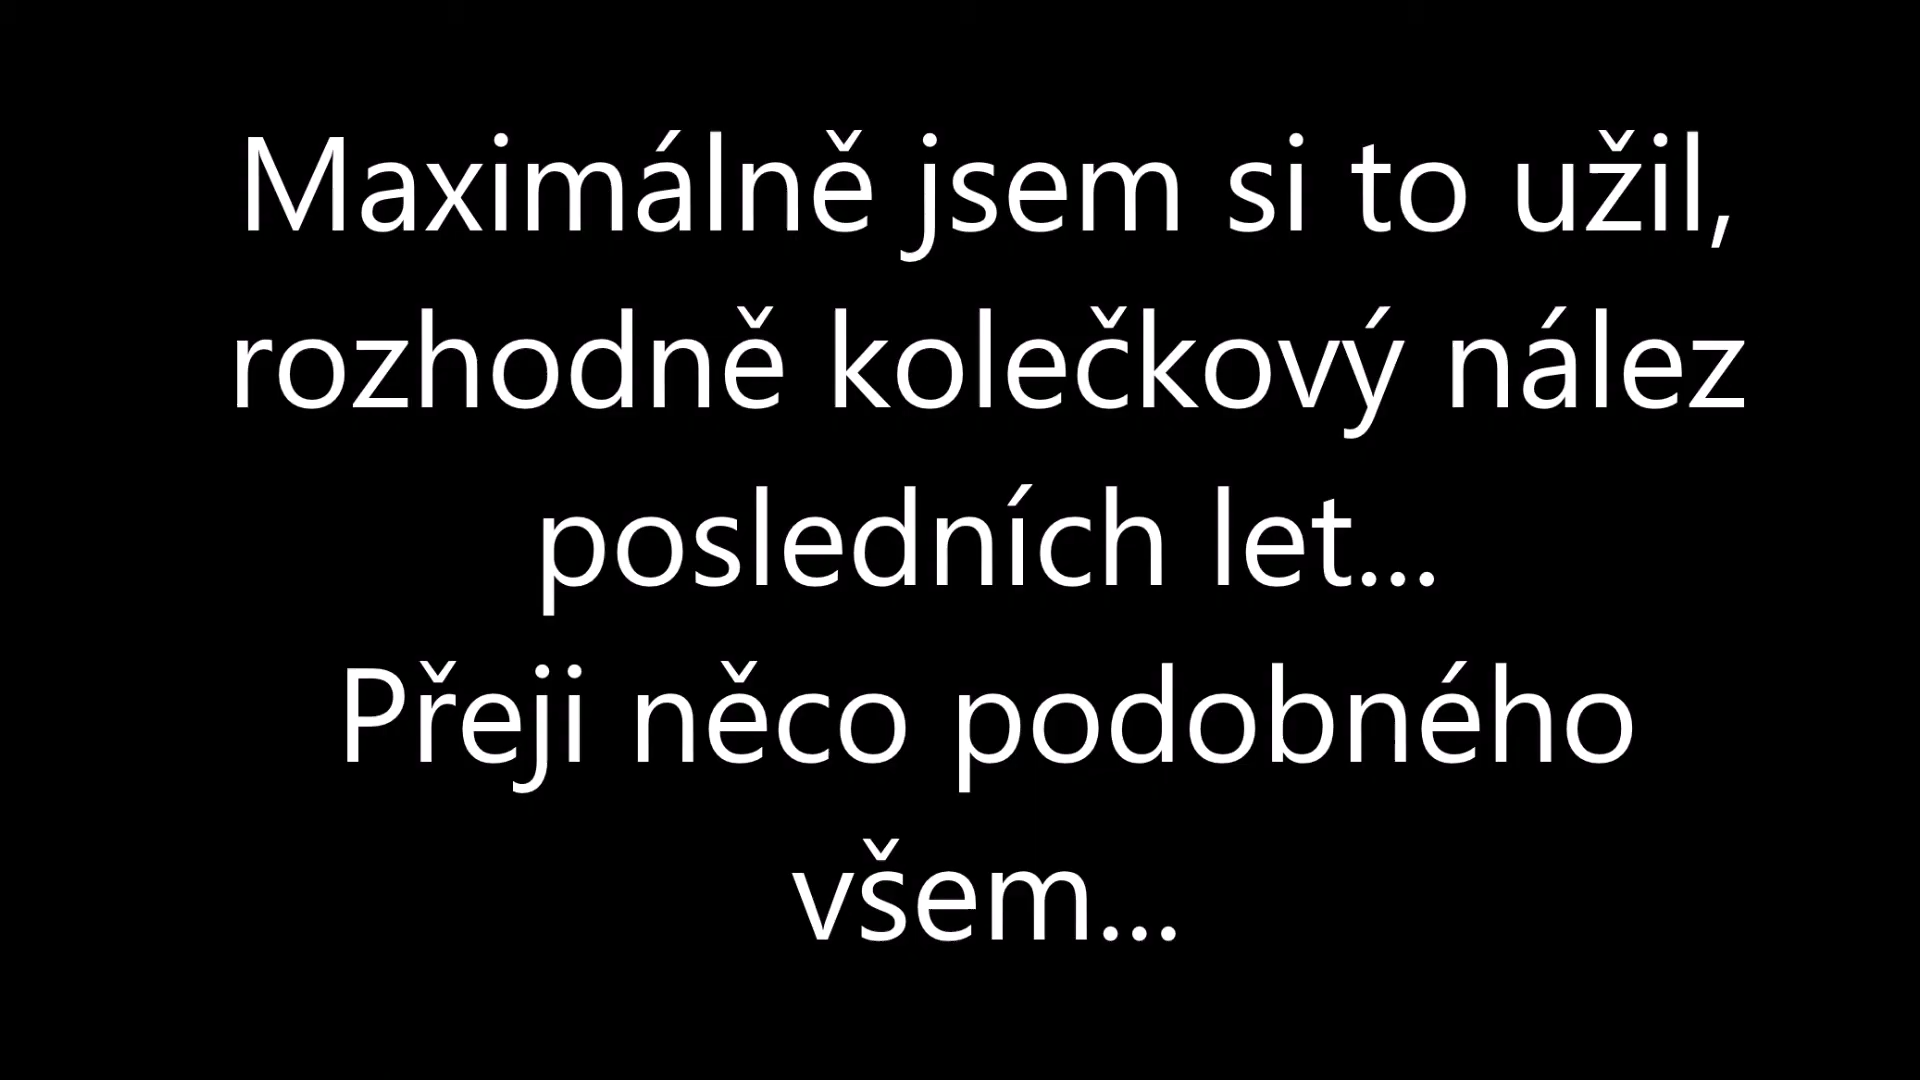 Maximálně jsem si to užil,
rozhodně kolečkový nález
posledních let...
Přeji něco podobného
všem...